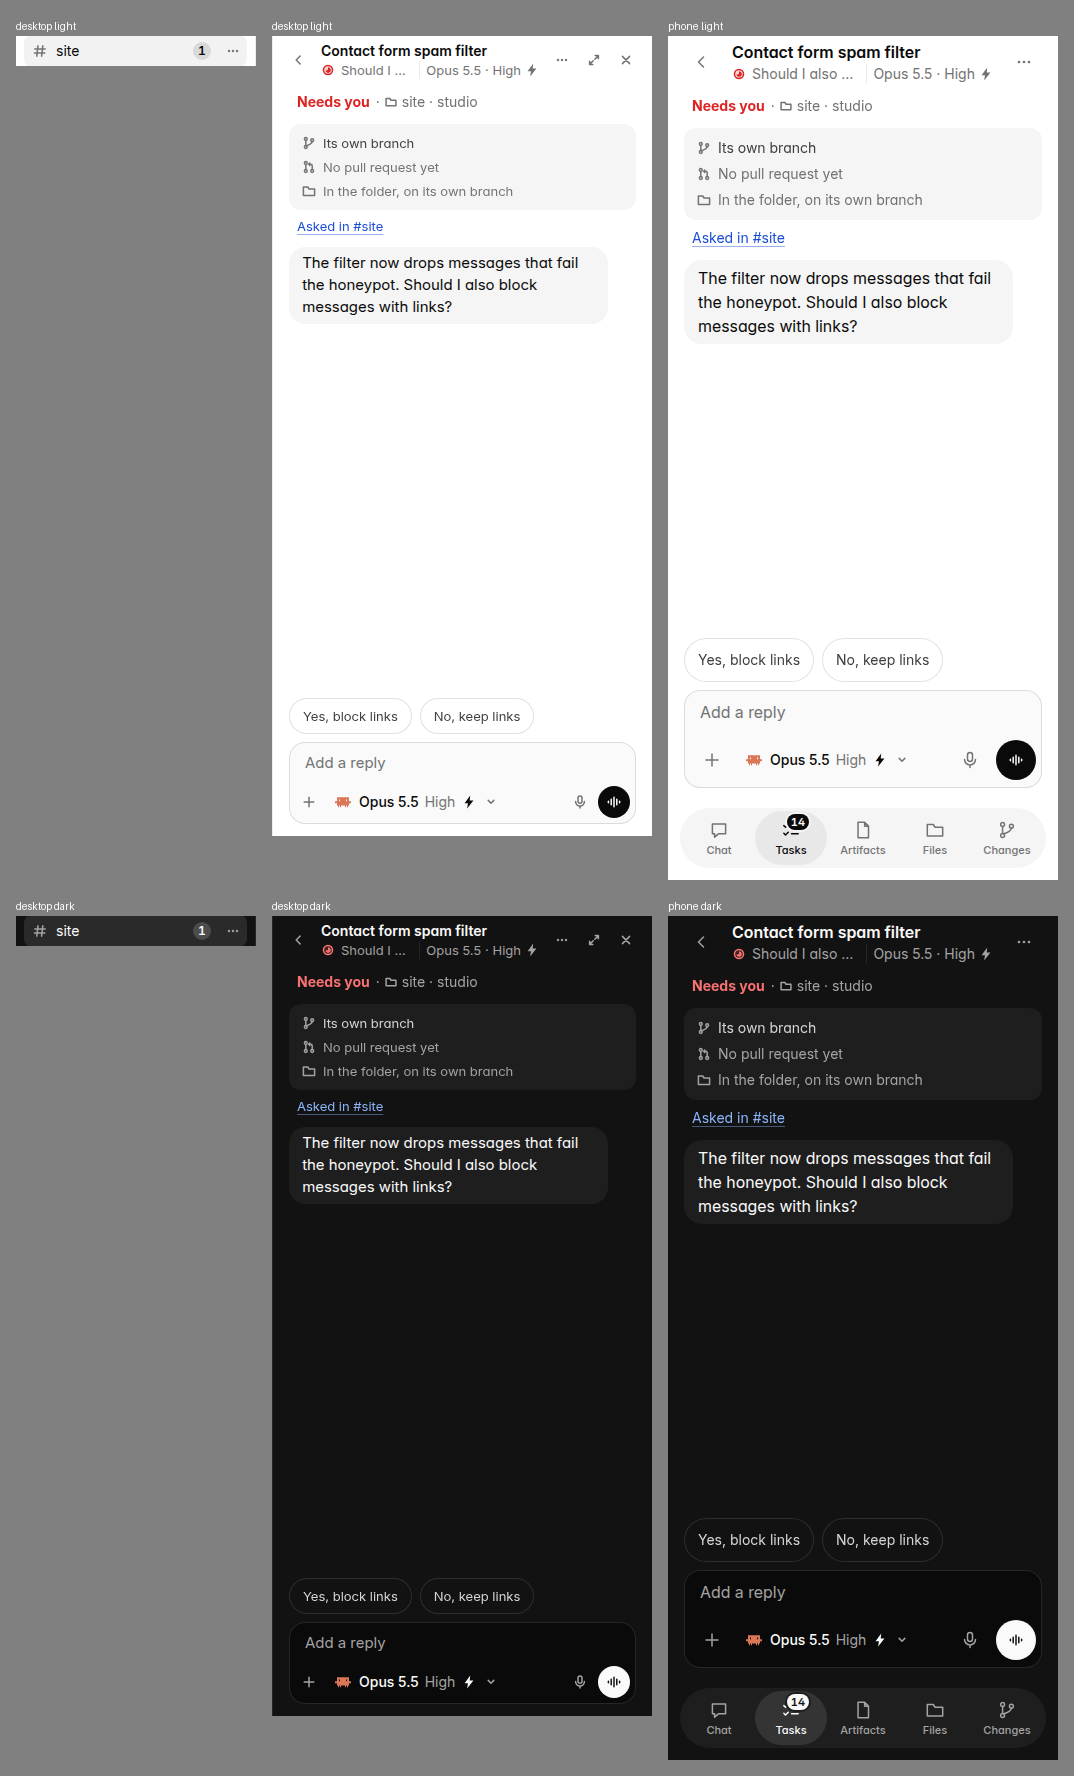 desktop light
# site 1 ...
desktop light
Contact form spam filter
Should I ... Opus 5.5 · High
Needs you · site · studio
Its own branch
No pull request yet
In the folder, on its own branch
Asked in #site
The filter now drops messages that fail
the honeypot. Should I also block
messages with links?
Yes, block links No, keep links
Add a reply
Opus 5.5 High
phone light
Contact form spam filter
Should I also ... Opus 5.5 · High
Needs you · site · studio
Its own branch
No pull request yet
In the folder, on its own branch
Asked in #site
The filter now drops messages that fail
the honeypot. Should I also block
messages with links?
Yes, block links No, keep links
Add a reply
Opus 5.5 High
14
Chat Tasks Artifacts Files Changes
desktop dark
# site 1 ...
desktop dark
Contact form spam filter
Should I ... Opus 5.5 · High
Needs you · site · studio
Its own branch
No pull request yet
In the folder, on its own branch
Asked in #site
The filter now drops messages that fail
the honeypot. Should I also block
messages with links?
Yes, block links No, keep links
Add a reply
Opus 5.5 High
phone dark
Contact form spam filter
Should I also ... Opus 5.5 · High
Needs you · site · studio
Its own branch
No pull request yet
In the folder, on its own branch
Asked in #site
The filter now drops messages that fail
the honeypot. Should I also block
messages with links?
Yes, block links No, keep links
Add a reply
Opus 5.5 High
14
Chat Tasks Artifacts Files Changes